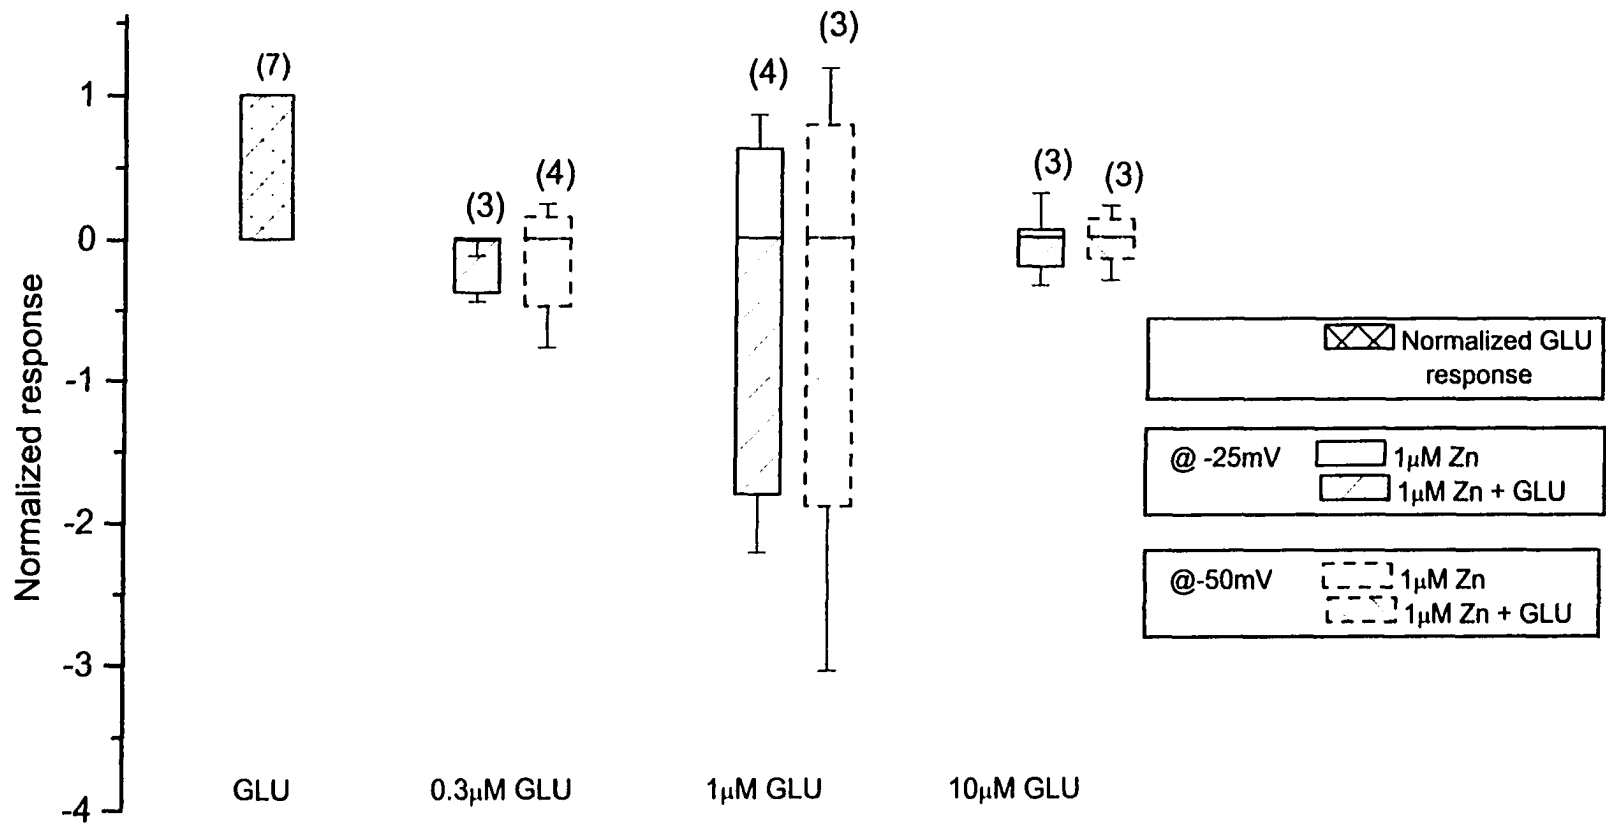 Normalized response
1
0
-1
-2
-3
-4
(7)
(3)
(4)
(4)
(3)
(3)
(3)
GLU
0.3µM GLU
1µM GLU
10µM GLU
Normalized GLU
response
@ -25mV 1µM Zn
1µM Zn + GLU
@-50mV 1µM Zn
1µM Zn + GLU